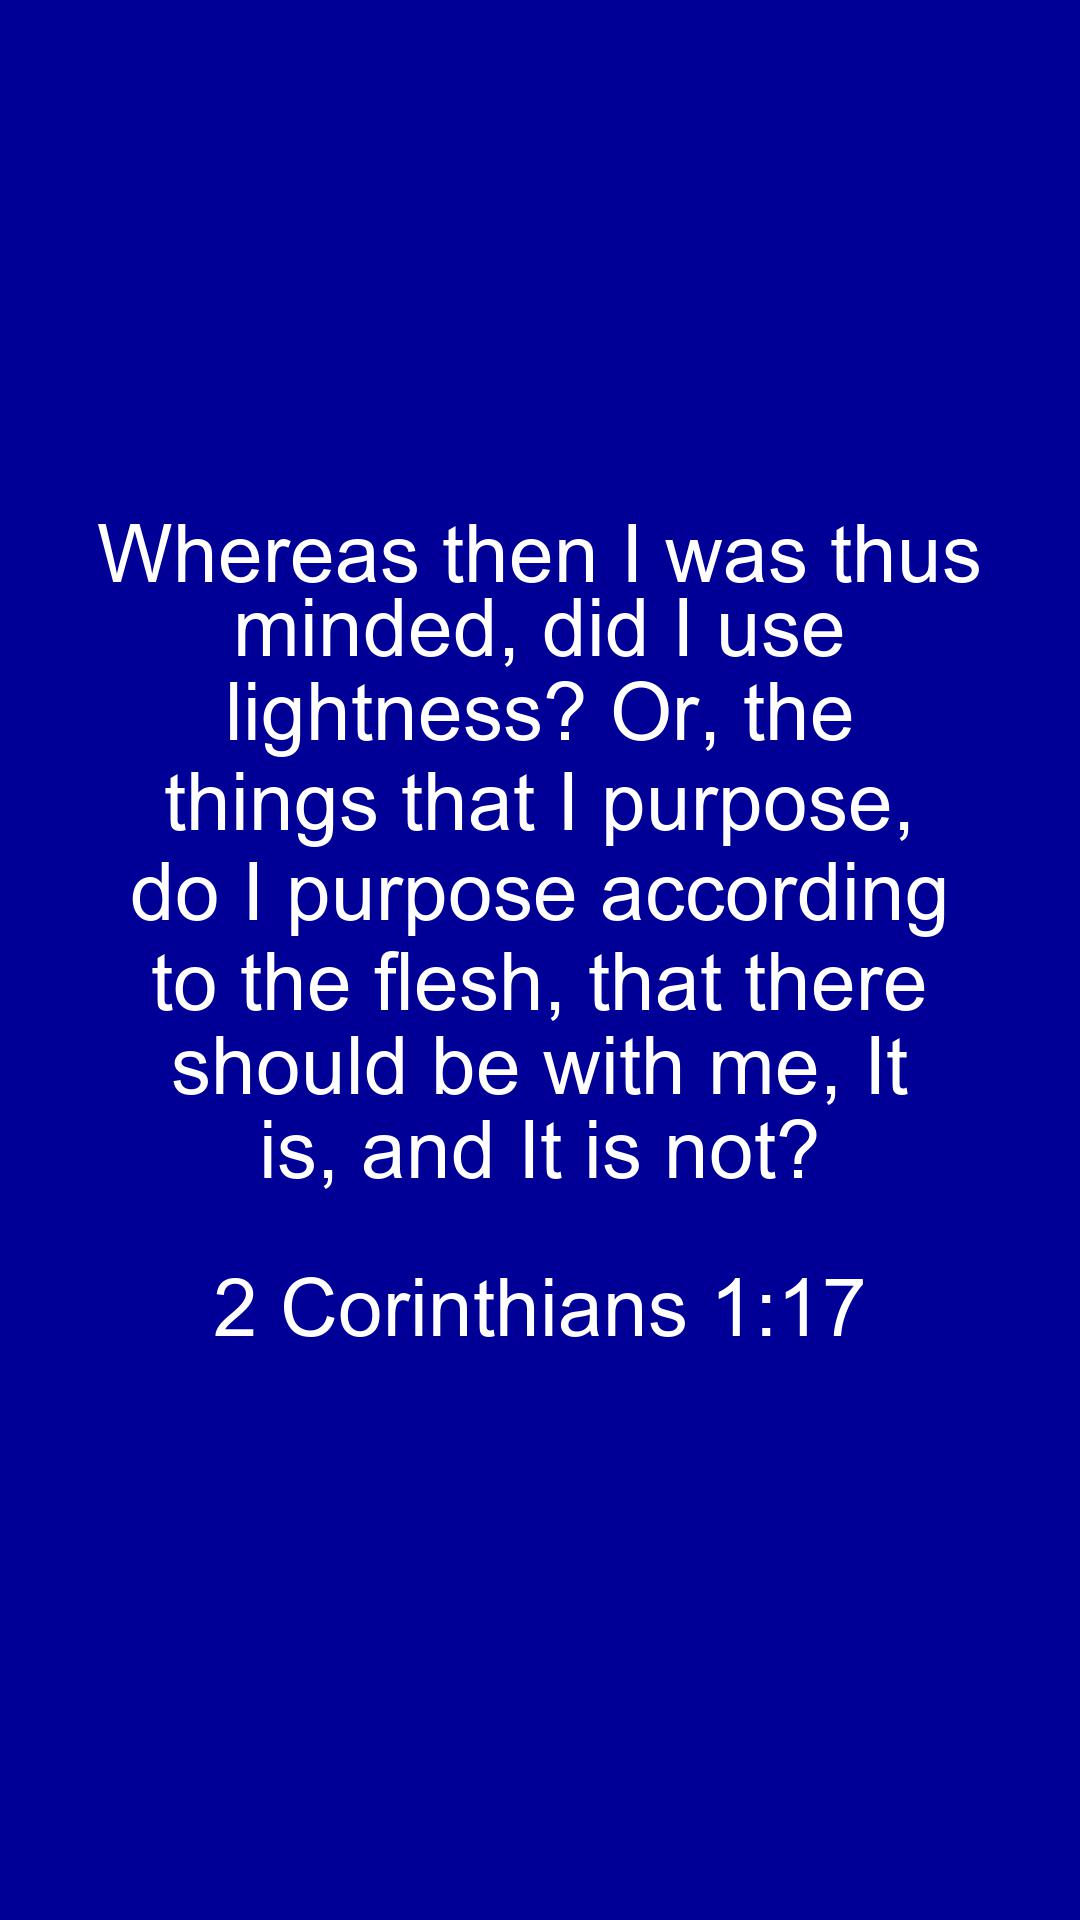 Whereas then I was thus
minded, did I use
lightness? Or, the
things that I purpose,
do I purpose according
to the flesh, that there
should be with me, It
is, and It is not?
2 Corinthians 1:17